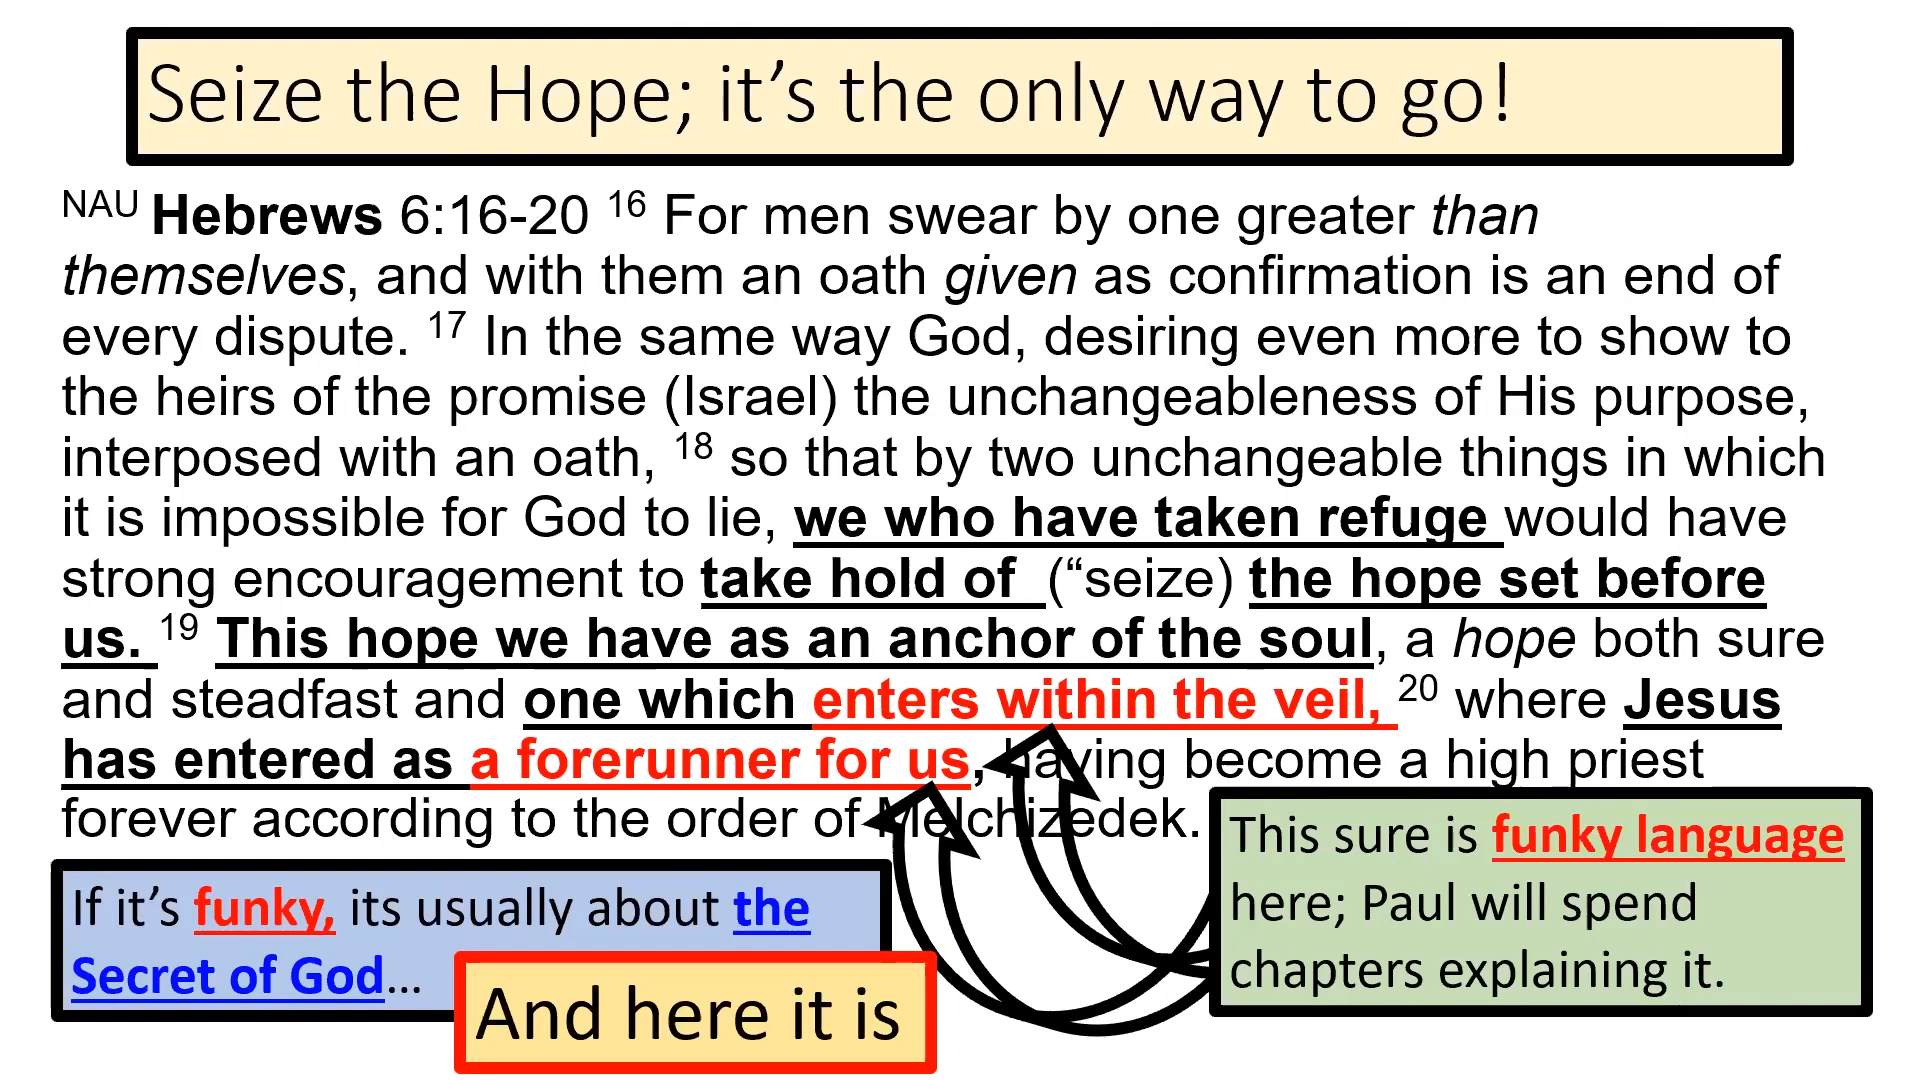 Seize the Hope; it’s the only way to go!
NAU Hebrews 6:16-20 16 For men swear by one greater than
themselves, and with them an oath given as confirmation is an end of
every dispute. 17 In the same way God, desiring even more to show to
the heirs of the promise (Israel) the unchangeableness of His purpose,
interposed with an oath, 18 so that by two unchangeable things in which
it is impossible for God to lie, we who have taken refuge would have
strong encouragement to take hold of (“seize) the hope set before
us. 19 This hope we have as an anchor of the soul, a hope both sure
and steadfast and one which enters within the veil, 20 where Jesus
has entered as a forerunner for us, having become a high priest
forever according to the order of Melchizedek.
This sure is funky language
here; Paul will spend
chapters explaining it.
If it’s funky, its usually about the
Secret of God…
And here it is